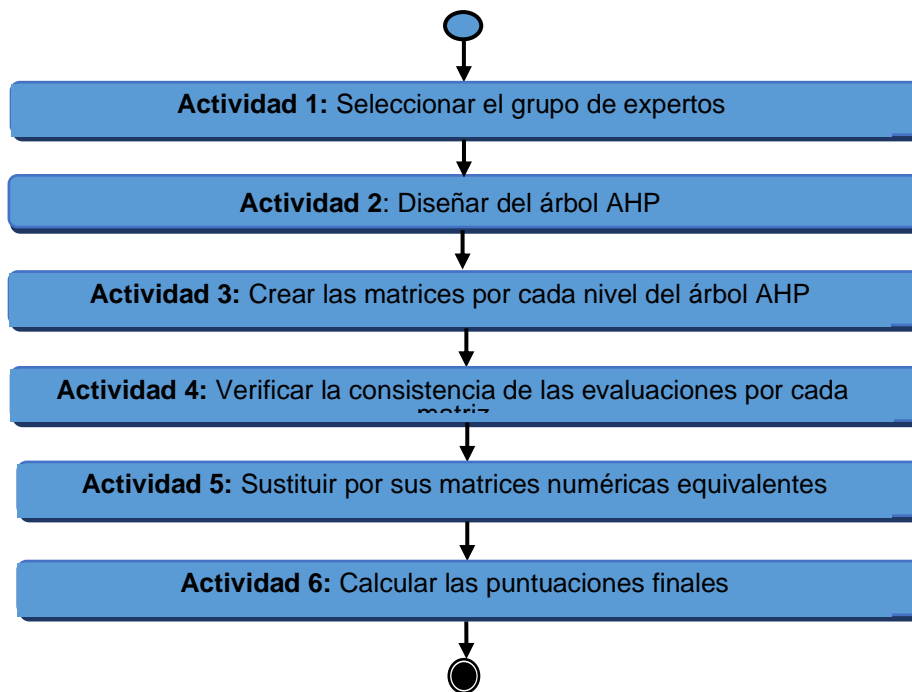 Actividad 1: Seleccionar el grupo de expertos
Actividad 2: Diseñar del árbol AHP
Actividad 3: Crear las matrices por cada nivel del árbol AHP
Actividad 4: Verificar la consistencia de las evaluaciones por cada
matriz
Actividad 5: Sustituir por sus matrices numéricas equivalentes
Actividad 6: Calcular las puntuaciones finales